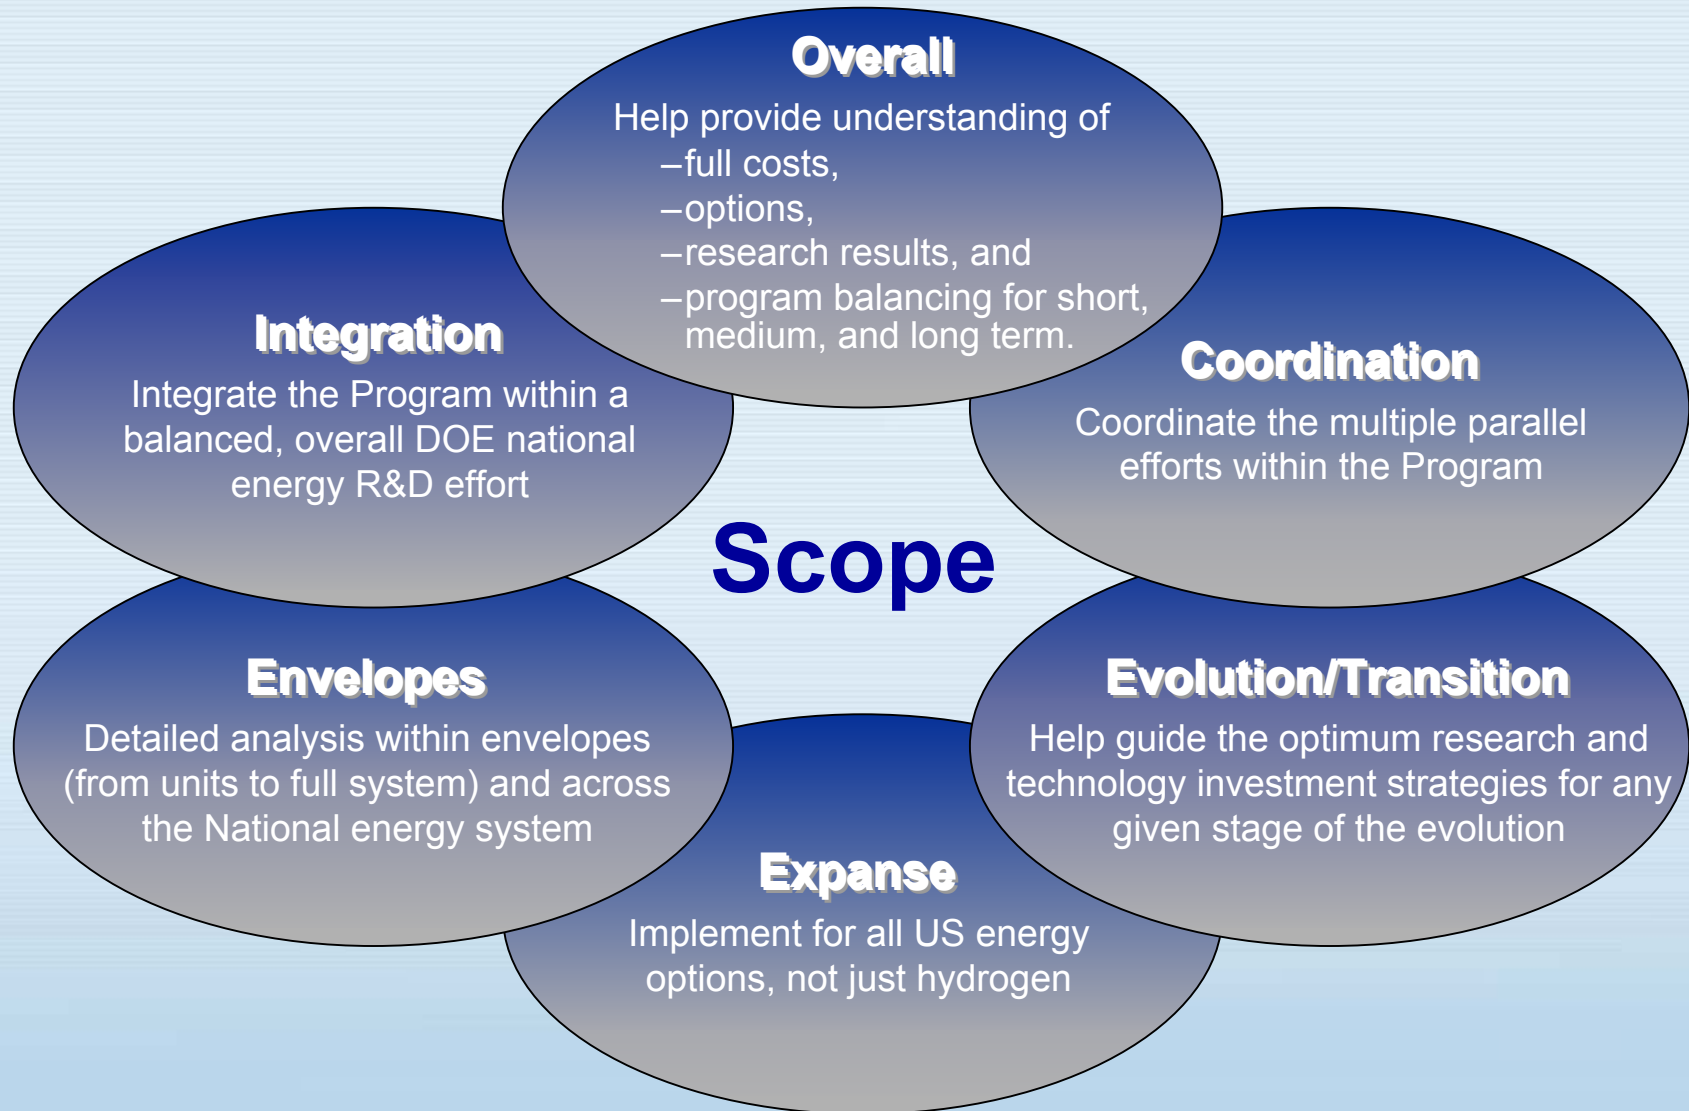 Overall
Help provide understanding of
–full costs,
–options,
–research results, and
–program balancing for short,
medium, and long term.
Integration
Integrate the Program within a
balanced, overall DOE national
energy R&D effort
Coordination
Coordinate the multiple parallel
efforts within the Program
Scope
Envelopes
Detailed analysis within envelopes
(from units to full system) and across
the National energy system
Evolution/Transition
Help guide the optimum research and
technology investment strategies for any
given stage of the evolution
Expanse
Implement for all US energy
options, not just hydrogen